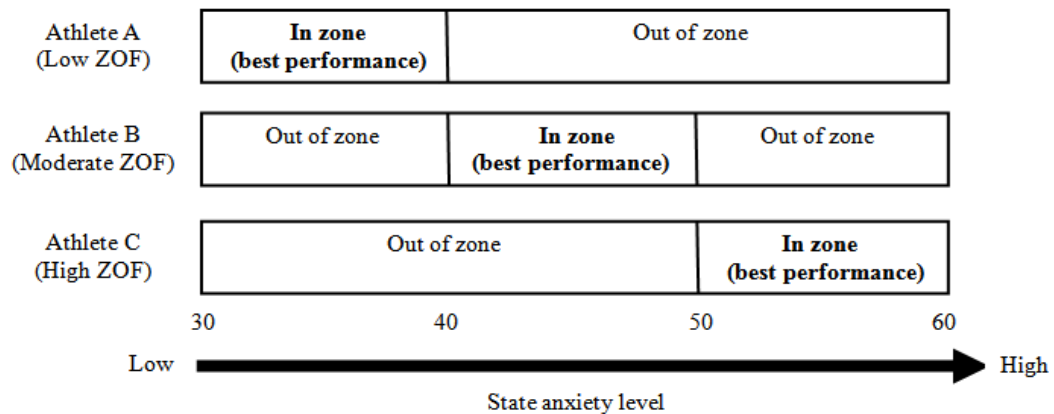 Athlete A
(Low ZOF)
In zone
(best performance)
Out of zone
Athlete B
(Moderate ZOF)
Out of zone
In zone
(best performance)
Out of zone
Athlete C
(High ZOF)
Out of zone
In zone
(best performance)
30
40
50
60
Low
High
State anxiety level